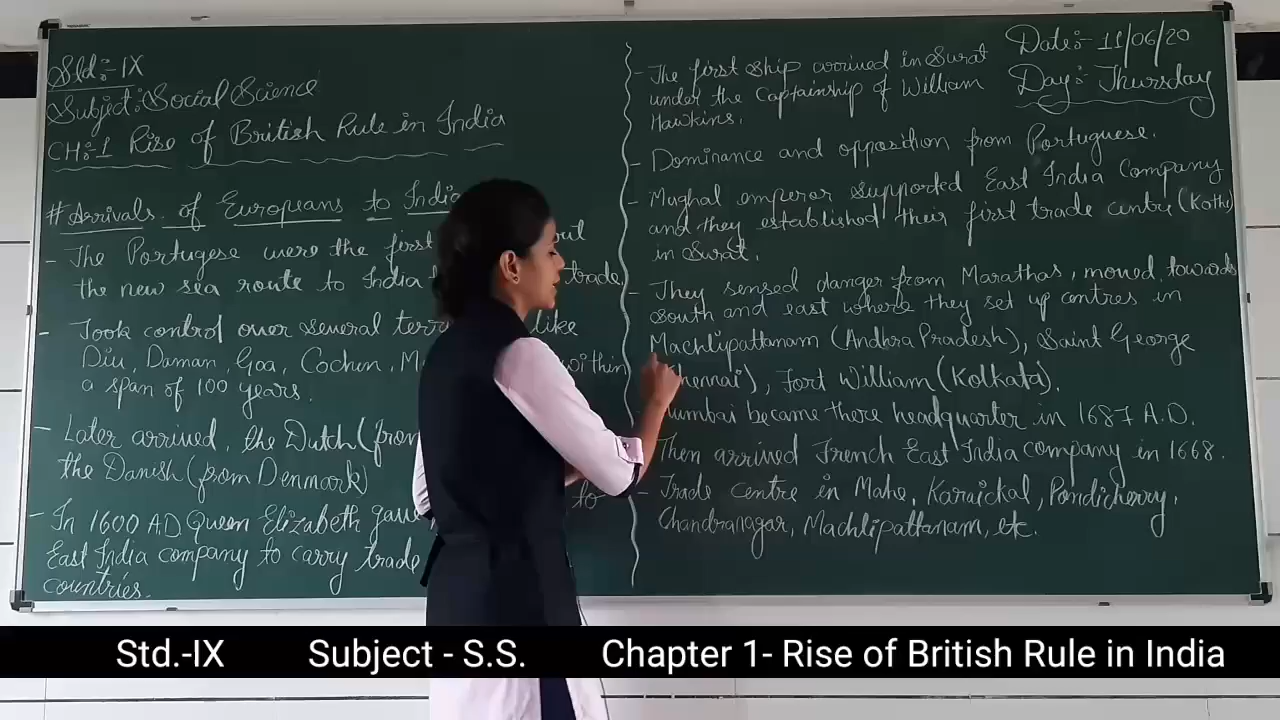 Std:-IX
Subject:-Social Science
CH:-1 Rise of British Rule in India
# Arrivals of Europeans to India
- The Portugese were the first out
the new sea route to India trade
- Took control over several like
Diu, Daman, Goa, Cochin, within
a span of 100 years.
- Later arrived, the Dutch (from
the Danish (from Denmark)
- In 1600 A.D Queen Elizabeth gave to
East India company to carry trade
countries.
Date:- 11/06/20
Day:- Thursday
- The first ship arrived in Surat
under the Captainship of William
Hawkins.
- Dominance and opposition from Portuguese.
- Mughal emperor supported East India Company
and they established their first trade centre (Kothi)
in Surat.
- They sensed danger from Marathas, moved towards
south and east where they set up centres in
Machlipattanam (Andhra Pradesh), Saint George
Chennai), Fort William (Kolkata).
Mumbai became there headquarter in 1687 A.D.
Then arrived French East India company in 1668.
- Trade centre in Mahe, Karaickal, Pondicherry,
Chandranagar, Machlipattanam, etc.
Std.-IX Subject - S.S. Chapter 1- Rise of British Rule in India